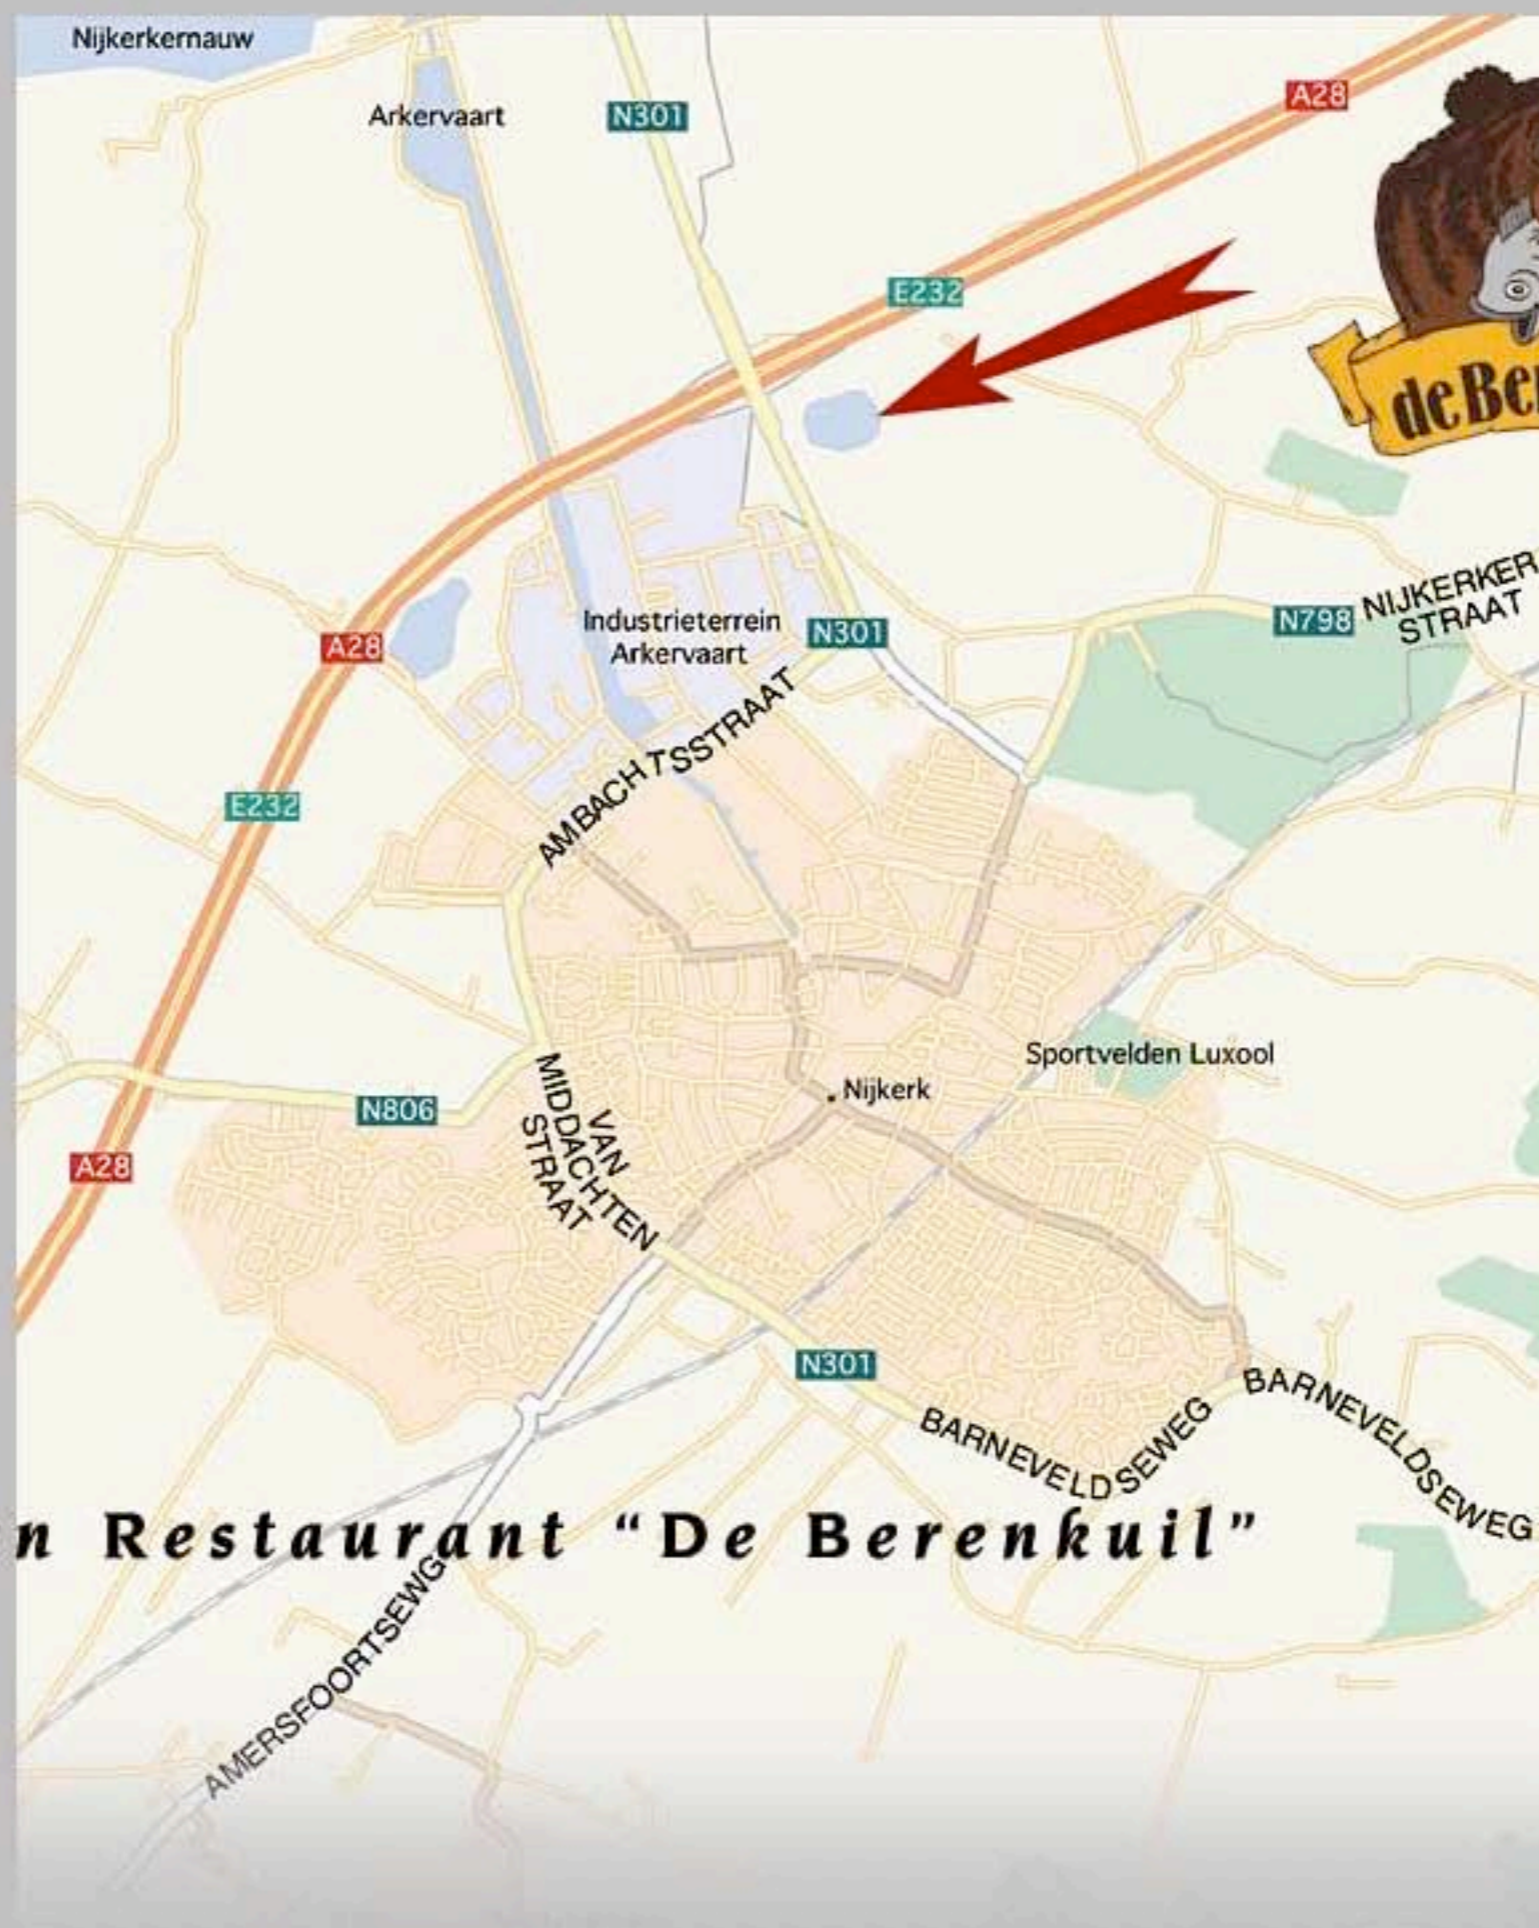 Nijkerkernauw
Arkervaart
N301
A28
E232
deBe
NIJKERKER
STRAAT
N798
Industrieterrein
Arkervaart
N301
A28
AMBACHTSSTRAAT
E232
Sportvelden Luxool
Nijkerk
N806
VAN
MIDDACHTEN
STRAAT
A28
N301
BARNEVELDSEWEG
BARNEVELDSEWEG
n Restaurant “De Berenkuil”
AMERSFOORTSEWG